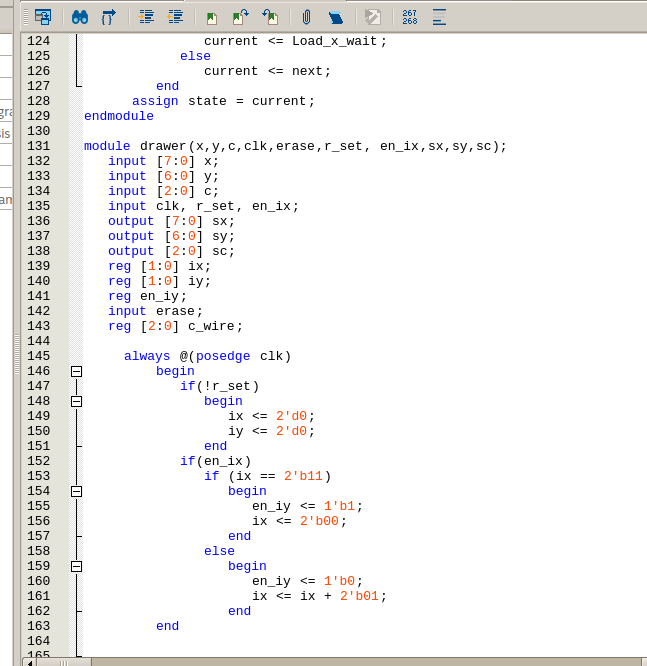 267
268
124 current <= Load_x_wait;
125 else
126 current <= next;
127 end
128 assign state = current;
129 endmodule
130
131 module drawer(x,y,c,clk,erase,r_set, en_ix,sx,sy,sc);
132 input [7:0] x;
133 input [6:0] y;
134 input [2:0] c;
135 input clk, r_set, en_ix;
136 output [7:0] sx;
137 output [6:0] sy;
138 output [2:0] sc;
139 reg [1:0] ix;
140 reg [1:0] iy;
141 reg en_iy;
142 input erase;
143 reg [2:0] c_wire;
144
145 always @(posedge clk)
146 begin
147 if(!r_set)
148 begin
149 ix <= 2'd0;
150 iy <= 2'd0;
151 end
152 if(en_ix)
153 if (ix == 2'b11)
154 begin
155 en_iy <= 1'b1;
156 ix <= 2'b00;
157 end
158 else
159 begin
160 en_iy <= 1'b0;
161 ix <= ix + 2'b01;
162 end
163 end
164
165